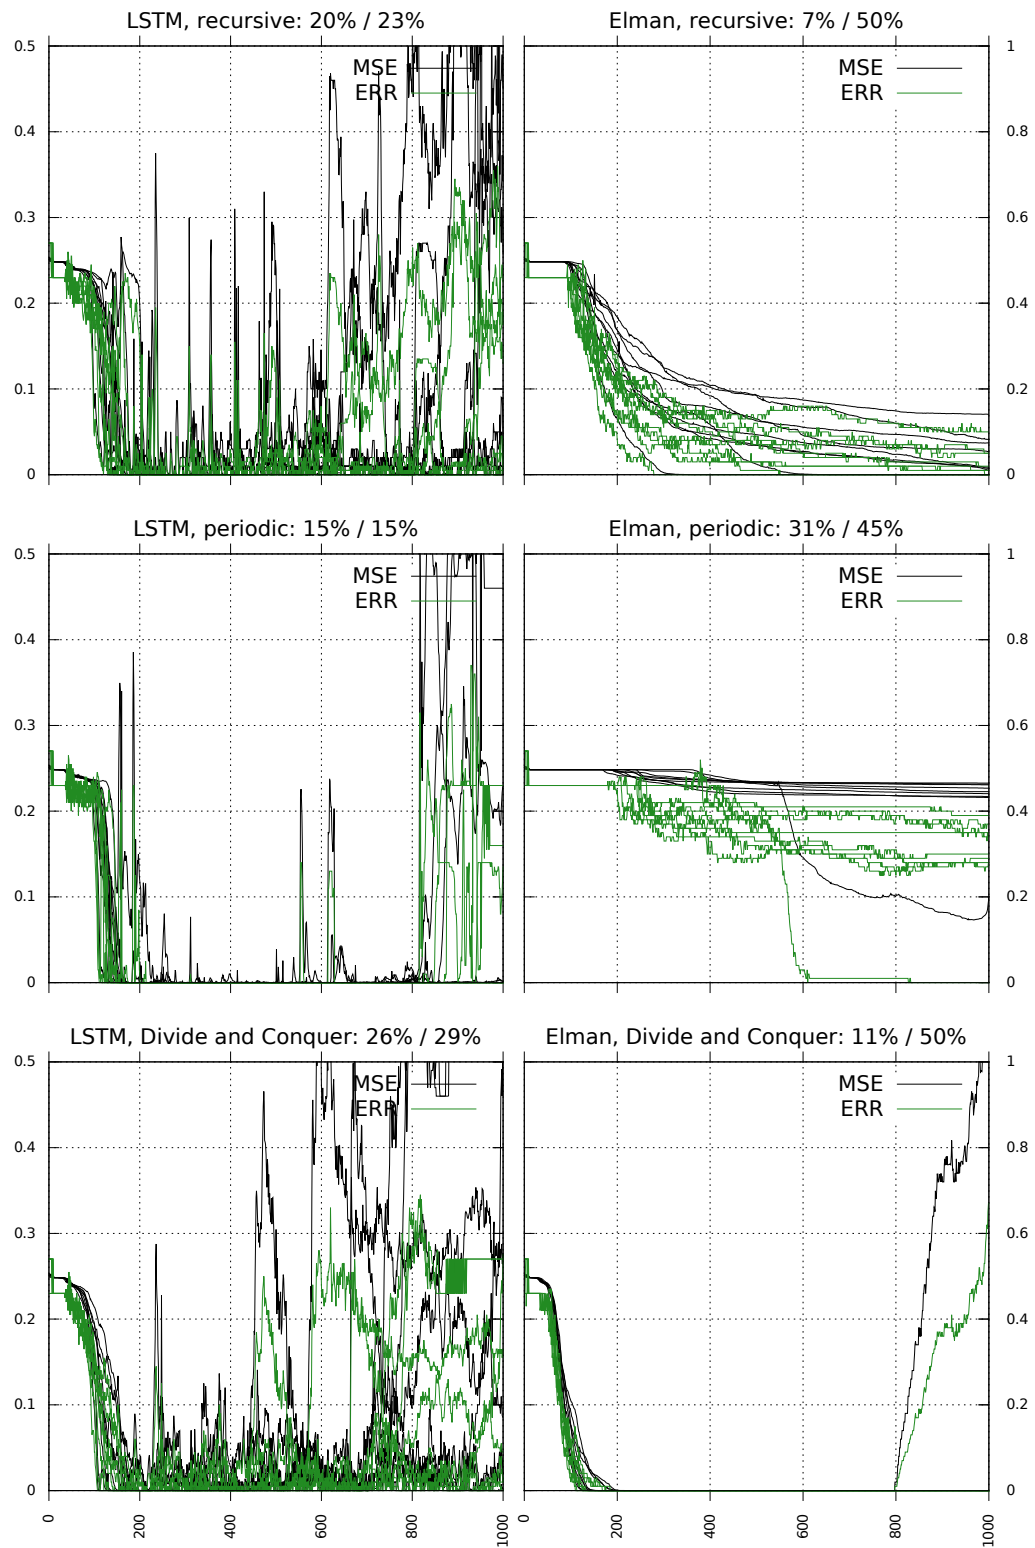 LSTM, recursive: 20% / 23%
Elman, recursive: 7% / 50%
0.5
0.4
0.3
0.2
0.1
0
MSE
ERR
MSE
ERR
1
0.8
0.6
0.4
0.2
0
LSTM, periodic: 15% / 15%
Elman, periodic: 31% / 45%
0.5
0.4
0.3
0.2
0.1
0
MSE
ERR
MSE
ERR
1
0.8
0.6
0.4
0.2
0
LSTM, Divide and Conquer: 26% / 29%
Elman, Divide and Conquer: 11% / 50%
0.5
0.4
0.3
0.2
0.1
0
MSE
ERR
MSE
ERR
1
0.8
0.6
0.4
0.2
0
0 200 400 600 800 1000
0 200 400 600 800 1000